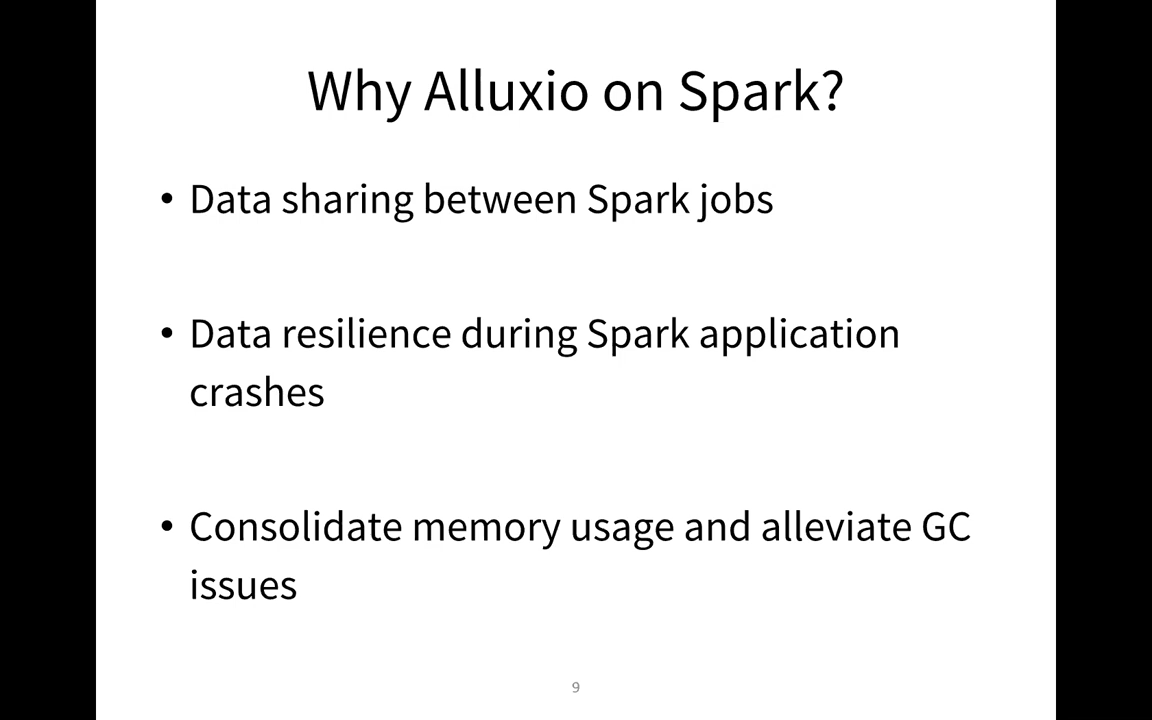 Why Alluxio on Spark?
• Data sharing between Spark jobs
• Data resilience during Spark application
crashes
• Consolidate memory usage and alleviate GC
issues
9